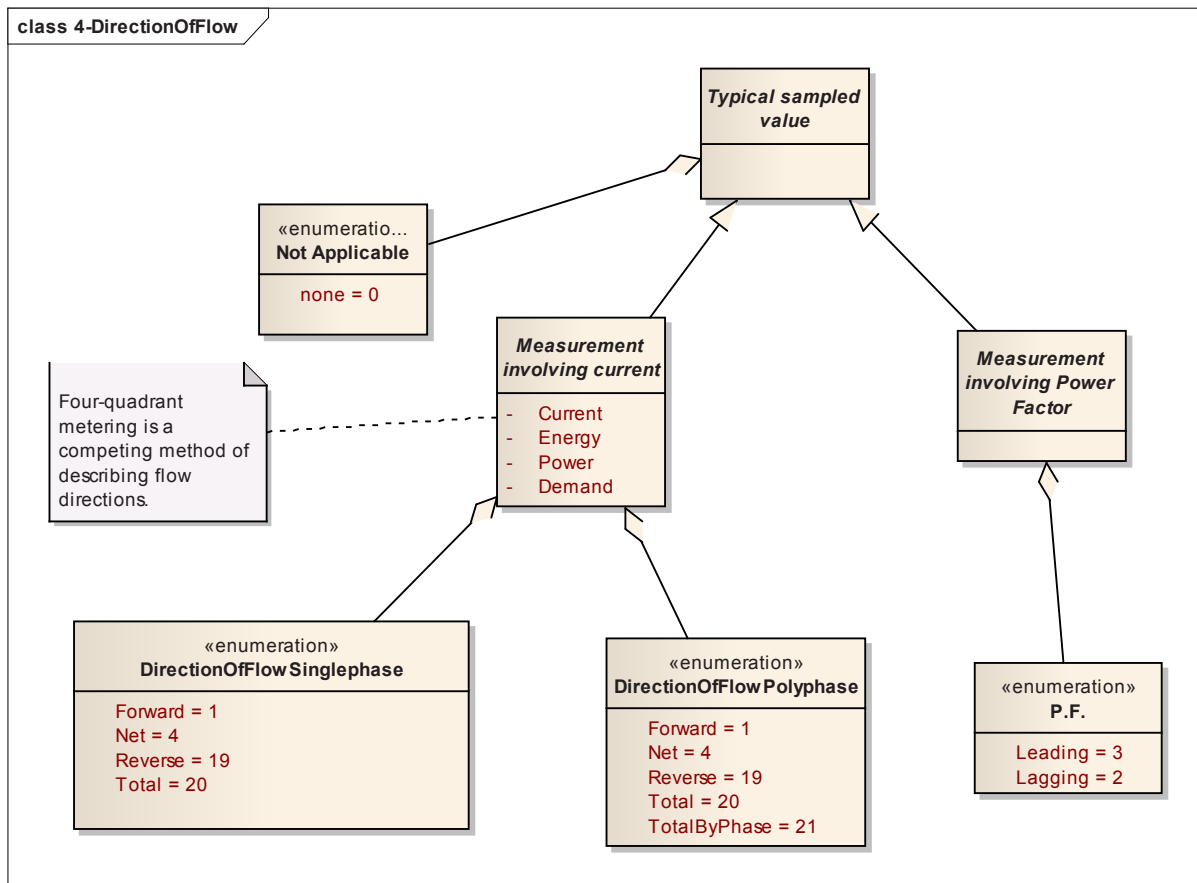 class 4-DirectionOfFlow
Typical sampled
value
«enumeratio...
Not Applicable
none = 0
Measurement
involving current
- Current
- Energy
- Power
- Demand
Measurement
involving Power
Factor
Four-quadrant
metering is a
competing method of
describing flow
directions.
«enumeration»
DirectionOfFlowSinglephase
Forward = 1
Net = 4
Reverse = 19
Total = 20
«enumeration»
DirectionOfFlowPolyphase
Forward = 1
Net = 4
Reverse = 19
Total = 20
TotalByPhase = 21
«enumeration»
P.F.
Leading = 3
Lagging = 2